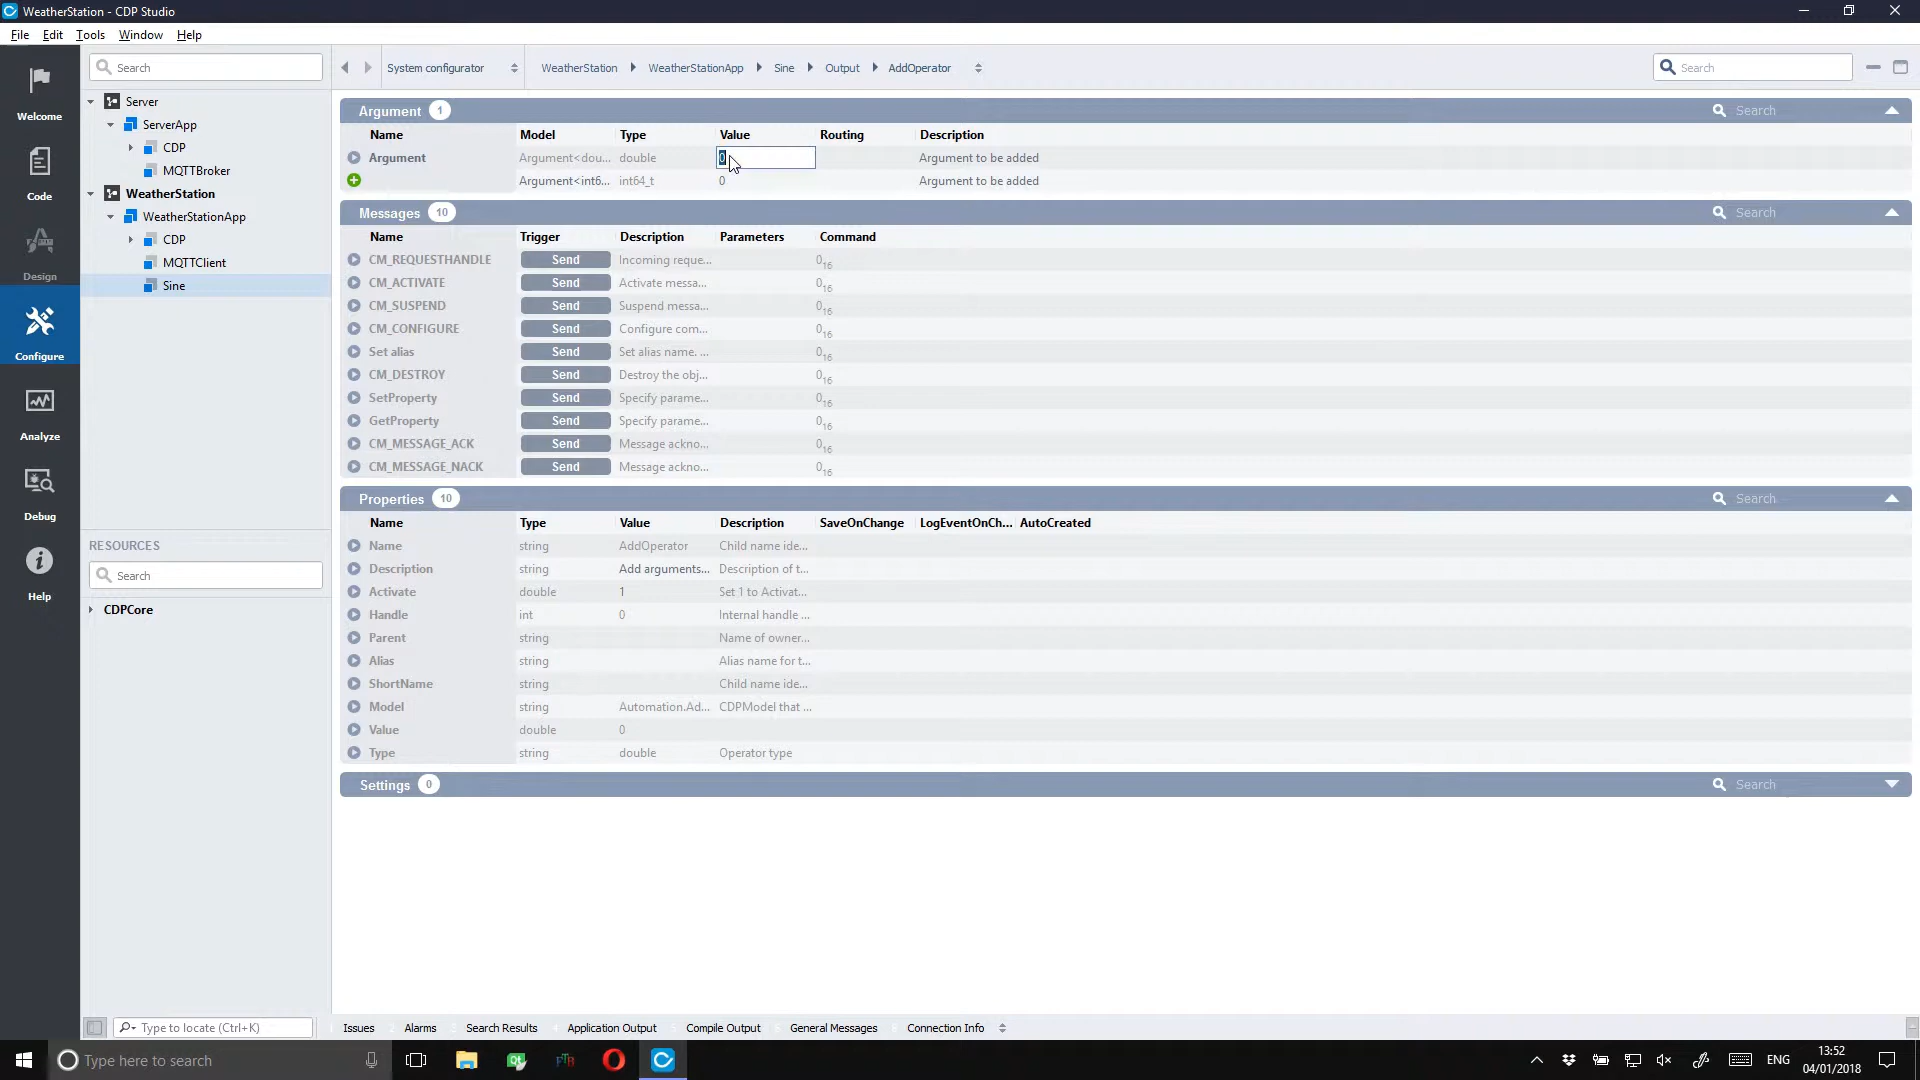 WeatherStation - CDP Studio
File Edit Tools Window Help
Welcome
Code
Design
Configure
Analyze
Debug
Help
Search
Server
ServerApp
CDP
MQTTBroker
WeatherStation
WeatherStationApp
CDP
MQTTClient
Sine
RESOURCES
Search
CDPCore
System configurator WeatherStation WeatherStationApp Sine Output AddOperator Search
Argument 1 Search
Name Model Type Value Routing Description
Argument Argument<dou... double 0 Argument to be added
Argument<int6... int64_t 0 Argument to be added
Messages 10 Search
Name Trigger Description Parameters Command
CM_REQUESTHANDLE Send Incoming reque... 016
CM_ACTIVATE Send Activate messa... 016
CM_SUSPEND Send Suspend messa... 016
CM_CONFIGURE Send Configure com... 016
Set alias Send Set alias name. ... 016
CM_DESTROY Send Destroy the obj... 016
SetProperty Send Specify parame... 016
GetProperty Send Specify parame... 016
CM_MESSAGE_ACK Send Message ackno... 016
CM_MESSAGE_NACK Send Message ackno... 016
Properties 10 Search
Name Type Value Description SaveOnChange LogEventOnCh... AutoCreated
Name string AddOperator Child name ide...
Description string Add arguments... Description of t...
Activate double 1 Set 1 to Activat...
Handle int 0 Internal handle ...
Parent string Name of owner...
Alias string Alias name for t...
ShortName string Child name ide...
Model string Automation.Ad... CDPModel that ...
Value double 0
Type string double Operator type
Settings 0 Search
Type to locate (Ctrl+K) Issues Alarms Search Results Application Output Compile Output General Messages Connection Info
Type here to search
ENG
13:52
04/01/2018